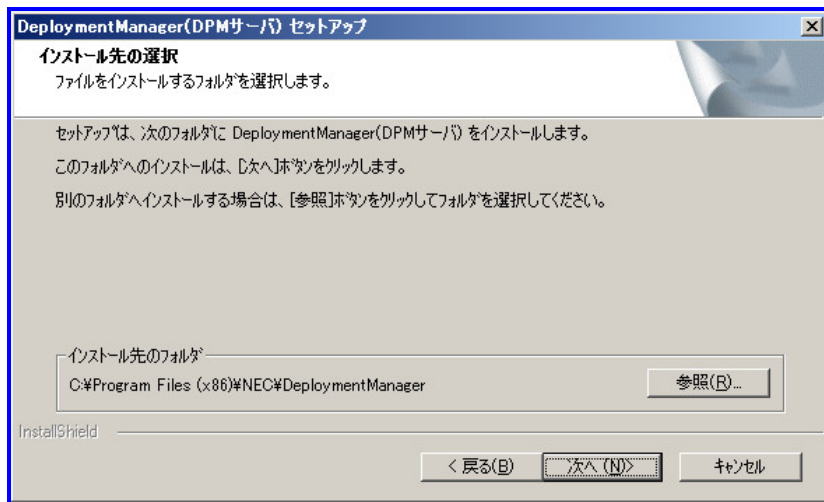 DeploymentManager(DPMサーバ) セットアップ
インストール先の選択
ファイルをインストールするフォルダを選択します。
セットアップは、次のフォルダに DeploymentManager(DPMサーバ) をインストールします。
このフォルダへのインストールは、[次へ]ボタンをクリックします。
別のフォルダへインストールする場合は、[参照]ボタンをクリックしてフォルダを選択してください。
インストール先のフォルダ
C:¥Program Files (x86)¥NEC¥DeploymentManager
参照(R)...
InstallShield
< 戻る(B)
次へ (N)>
キャンセル